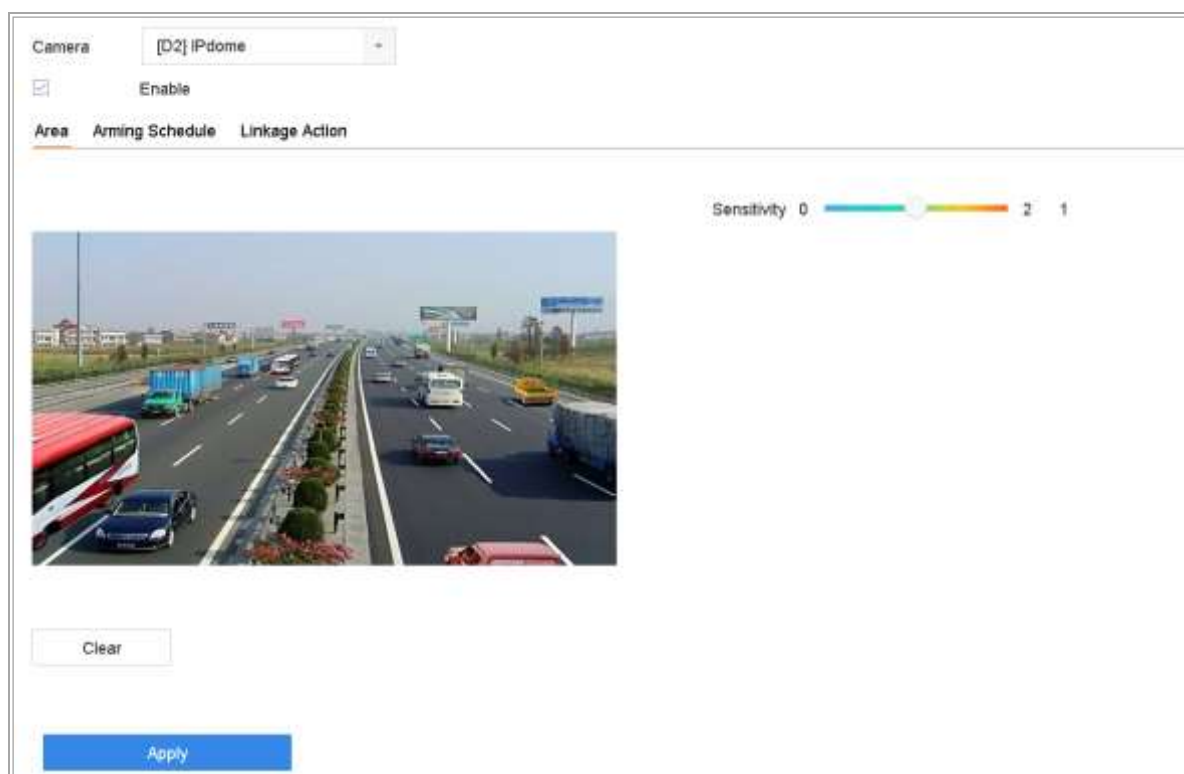 Camera [D2] IPdome
Enable
Area Arming Schedule Linkage Action
Sensitivity 0 2 1
Clear
Apply